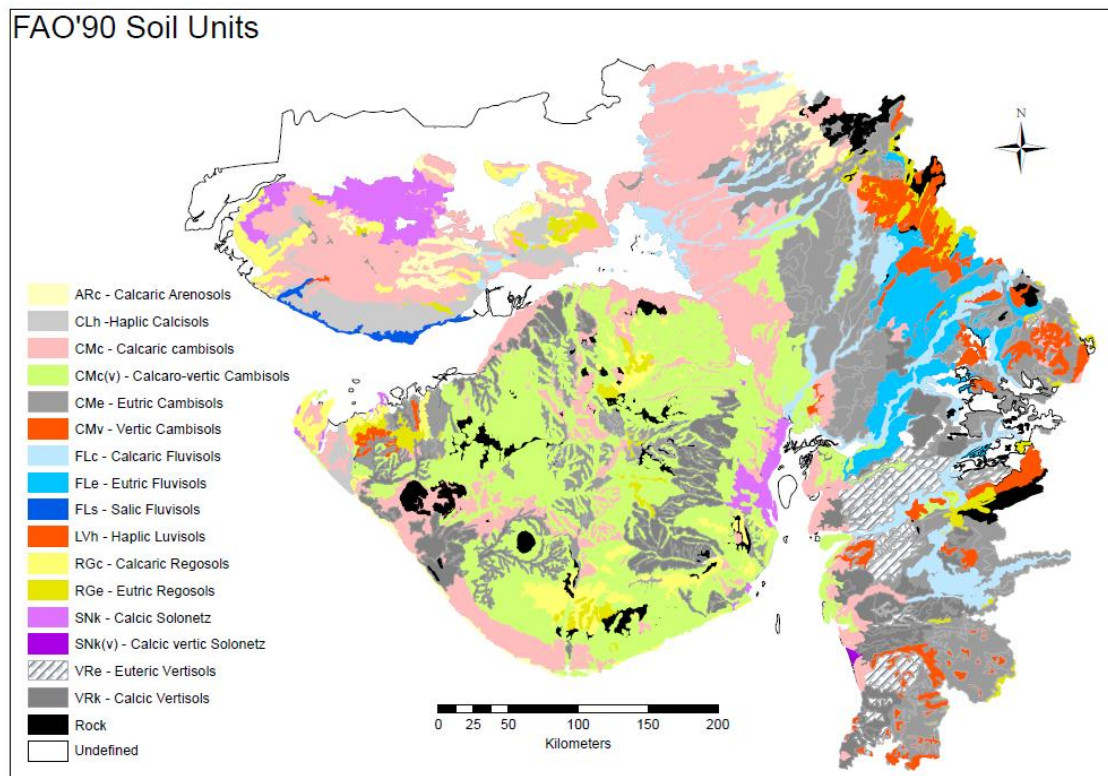 FAO'90 Soil Units
N
ARc - Calcaric Arenosols
CLh -Haplic Calcisols
CMc - Calcaric cambisols
CMc(v) - Calcaro-vertic Cambisols
CMe - Eutric Cambisols
CMv - Vertic Cambisols
FLc - Calcaric Fluvisols
FLe - Eutric Fluvisols
FLs - Salic Fluvisols
LVh - Haplic Luvisols
RGc - Calcaric Regosols
RGe - Eutric Regosols
SNk - Calcic Solonetz
SNk(v) - Calcic vertic Solonetz
VRe - Euteric Vertisols
VRk - Calcic Vertisols
Rock
Undefined
0 25 50 100 150 200
Kilometers